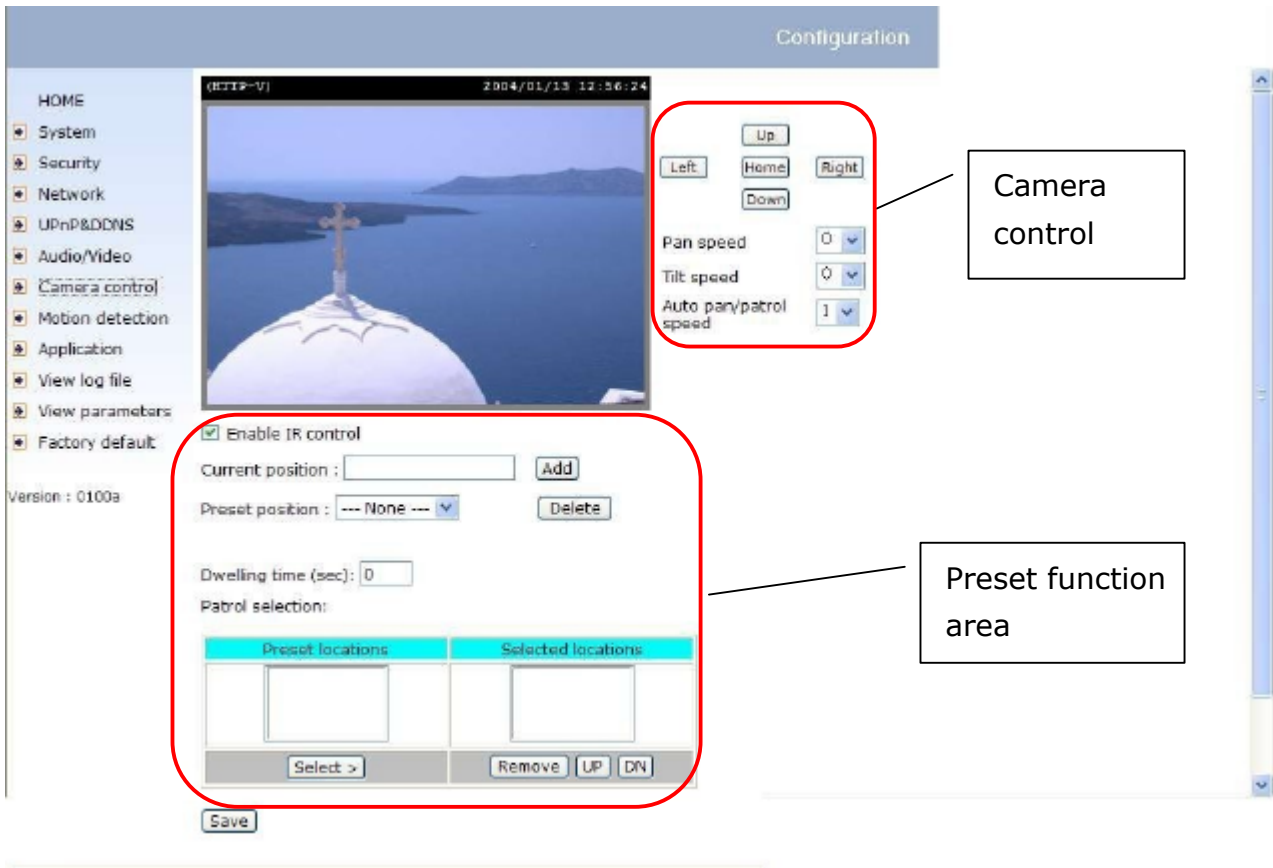 Configuration
HOME
System
Security
Network
UPnP&DDNS
Audio/Video
Camera control
Motion detection
Application
View log file
View parameters
Factory default
Version : 0100a
(HTTP-V) 2004/01/13 12:56:24
Up
Left Home Right
Down
Pan speed 0
Tilt speed 0
Auto pan/patrol
speed 1
Camera
control
Enable IR control
Current position : Add
Preset position : --- None --- Delete
Dwelling time (sec): 0
Patrol selection:
Preset locations Selected locations
Select > Remove UP DN
Save
Preset function
area